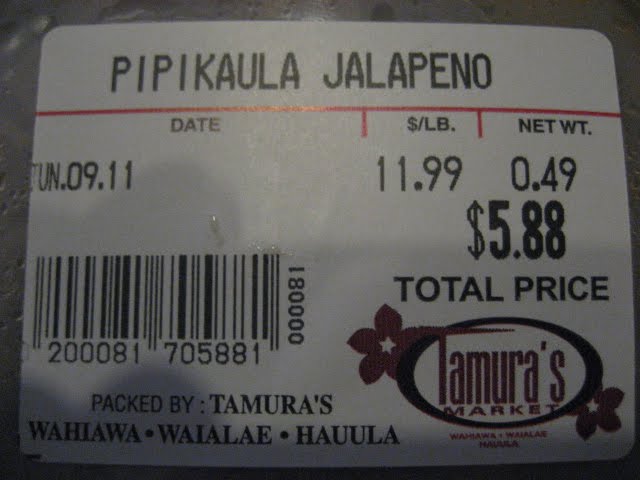 PIPIKAULA JALAPENO
DATE $/LB. NET WT.
JUN.09.11 11.99 0.49
$5.88
TOTAL PRICE
000081
200081 705881
Tamura's
MARKET
WAHIAWA • WAIALAE
HAUULA
PACKED BY : TAMURA'S
WAHIAWA • WAIALAE • HAUULA